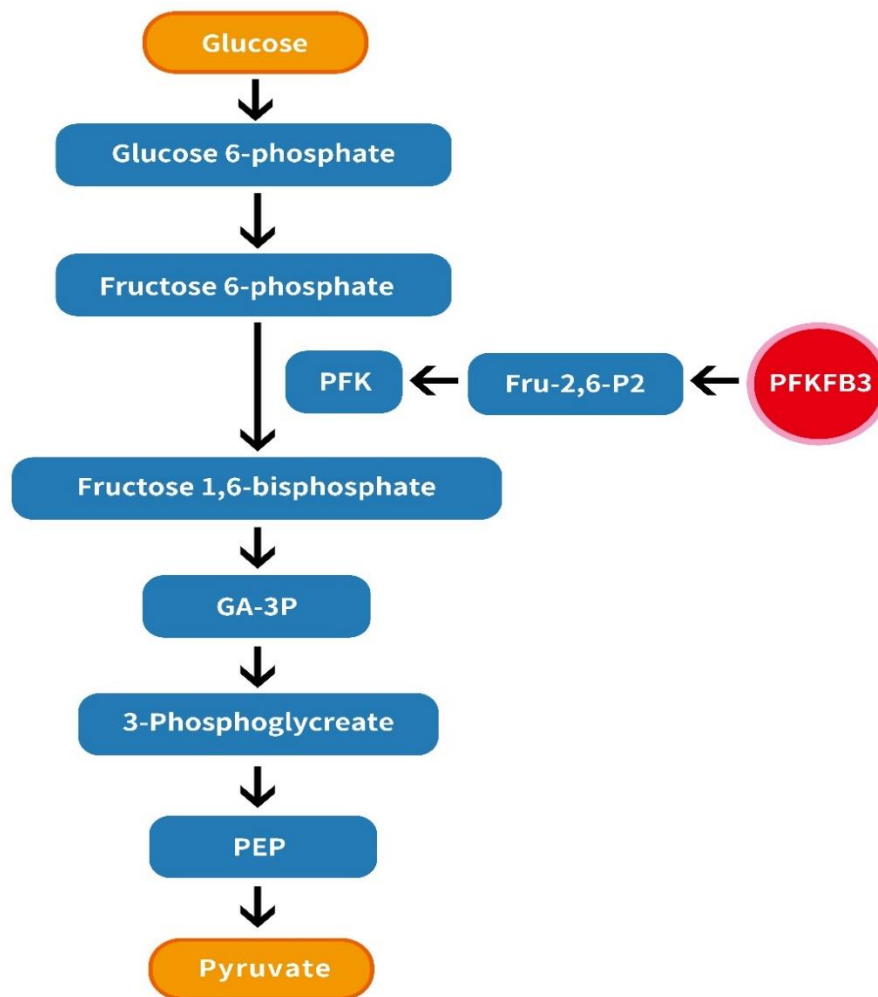 Glucose
Glucose 6-phosphate
Fructose 6-phosphate
PFK
Fru-2,6-P2
PFKFB3
Fructose 1,6-bisphosphate
GA-3P
3-Phosphoglycreate
PEP
Pyruvate